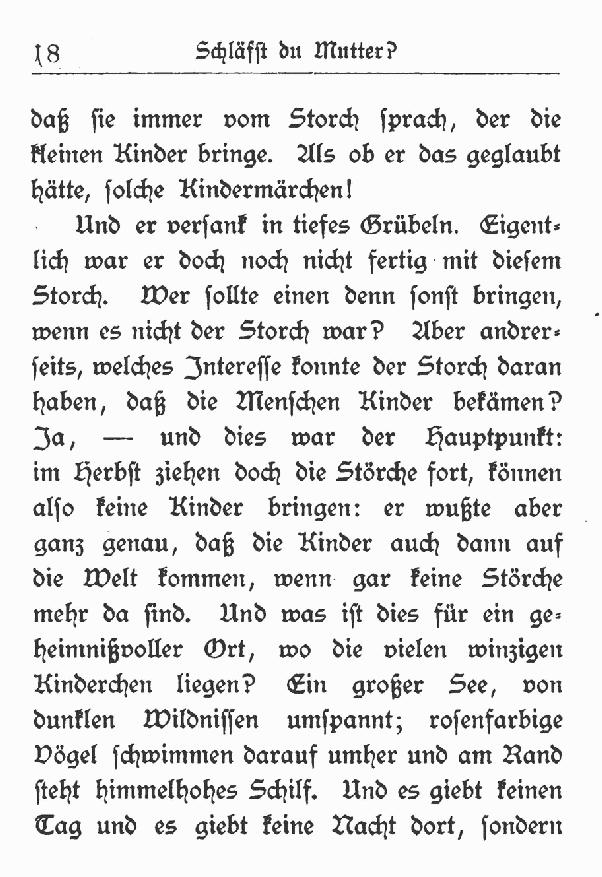 18 Schläfst du Mutter?
daß sie immer vom Storch sprach, der die
kleinen Kinder bringe. Als ob er das geglaubt
hätte, solche Kindermärchen!
Und er versank in tiefes Grübeln. Eigent-
lich war er doch noch nicht fertig mit diesem
Storch. Wer sollte einen denn sonst bringen,
wenn es nicht der Storch war? Aber andrer-
seits, welches Interesse konnte der Storch daran
haben, daß die Menschen Kinder bekämen?
Ja, — und dies war der Hauptpunkt:
im Herbst ziehen doch die Störche fort, können
also keine Kinder bringen: er wußte aber
ganz genau, daß die Kinder auch dann auf
die Welt kommen, wenn gar keine Störche
mehr da sind. Und was ist dies für ein ge-
heimnißvoller Ort, wo die vielen winzigen
Kinderchen liegen? Ein großer See, von
dunklen Wildnissen umspannt; rosenfarbige
Vögel schwimmen darauf umher und am Rand
steht himmelhohes Schilf. Und es giebt keinen
Tag und es giebt keine Nacht dort, sondern